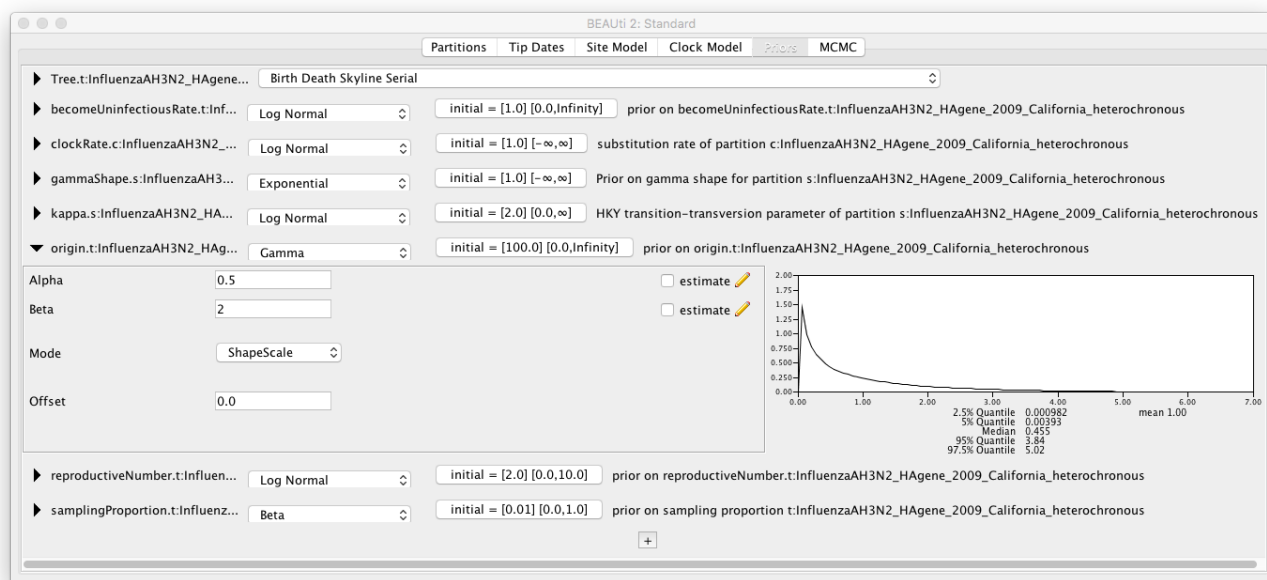 BEAUti 2: Standard
Partitions Tip Dates Site Model Clock Model Priors MCMC
Tree.t:InfluenzaAH3N2_HAgene... Birth Death Skyline Serial
becomeUninfectiousRate.t:Inf... Log Normal initial = [1.0] [0.0,Infinity] prior on becomeUninfectiousRate.t:InfluenzaAH3N2_HAgene_2009_California_heterochronous
clockRate.c:InfluenzaAH3N2_... Log Normal initial = [1.0] [-∞,∞] substitution rate of partition c:InfluenzaAH3N2_HAgene_2009_California_heterochronous
gammaShape.s:InfluenzaAH3... Exponential initial = [1.0] [-∞,∞] Prior on gamma shape for partition s:InfluenzaAH3N2_HAgene_2009_California_heterochronous
kappa.s:InfluenzaAH3N2_HA... Log Normal initial = [2.0] [0.0,∞] HKY transition-transversion parameter of partition s:InfluenzaAH3N2_HAgene_2009_California_heterochronous
origin.t:InfluenzaAH3N2_HAg... Gamma initial = [100.0] [0.0,Infinity] prior on origin.t:InfluenzaAH3N2_HAgene_2009_California_heterochronous
Alpha 0.5 estimate
Beta 2 estimate
Mode ShapeScale
Offset 0.0
2.00
1.75
1.50
1.25
1.00
0.750
0.500
0.250
0.00
0.00 1.00 2.00 3.00 4.00 5.00 6.00 7.00
2.5% Quantile 0.000982 mean 1.00
5% Quantile 0.00393
Median 0.455
95% Quantile 3.84
97.5% Quantile 5.02
reproductiveNumber.t:Influen... Log Normal initial = [2.0] [0.0,10.0] prior on reproductiveNumber.t:InfluenzaAH3N2_HAgene_2009_California_heterochronous
samplingProportion.t:Influenz... Beta initial = [0.01] [0.0,1.0] prior on sampling proportion t:InfluenzaAH3N2_HAgene_2009_California_heterochronous
+